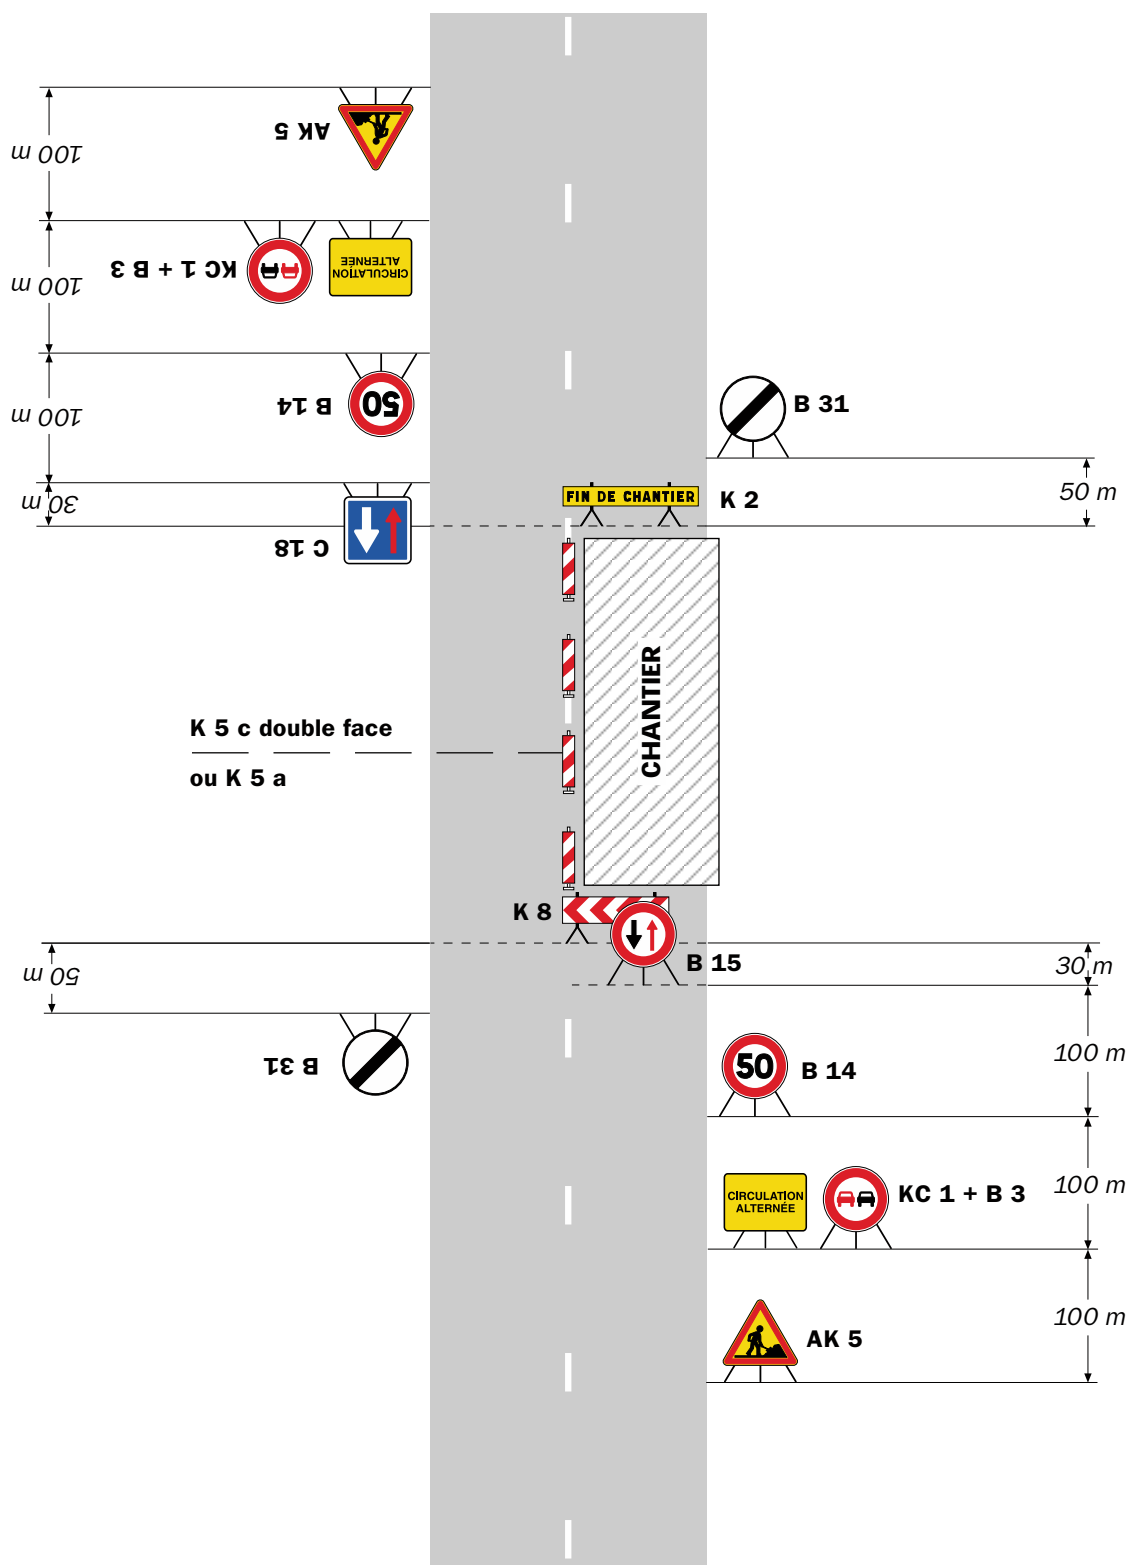 AK 5
100 m
KC 1 + B 3
CIRCULATION
ALTERNÉE
100 m
B 14
50
100 m
B 31
50 m
FIN DE CHANTIER
K 2
30 m
C 18
CHANTIER
K 5 c double face
ou K 5 a
K 8
B 15
30 m
50 m
B 31
50
B 14
100 m
CIRCULATION
ALTERNÉE
KC 1 + B 3
100 m
AK 5
100 m